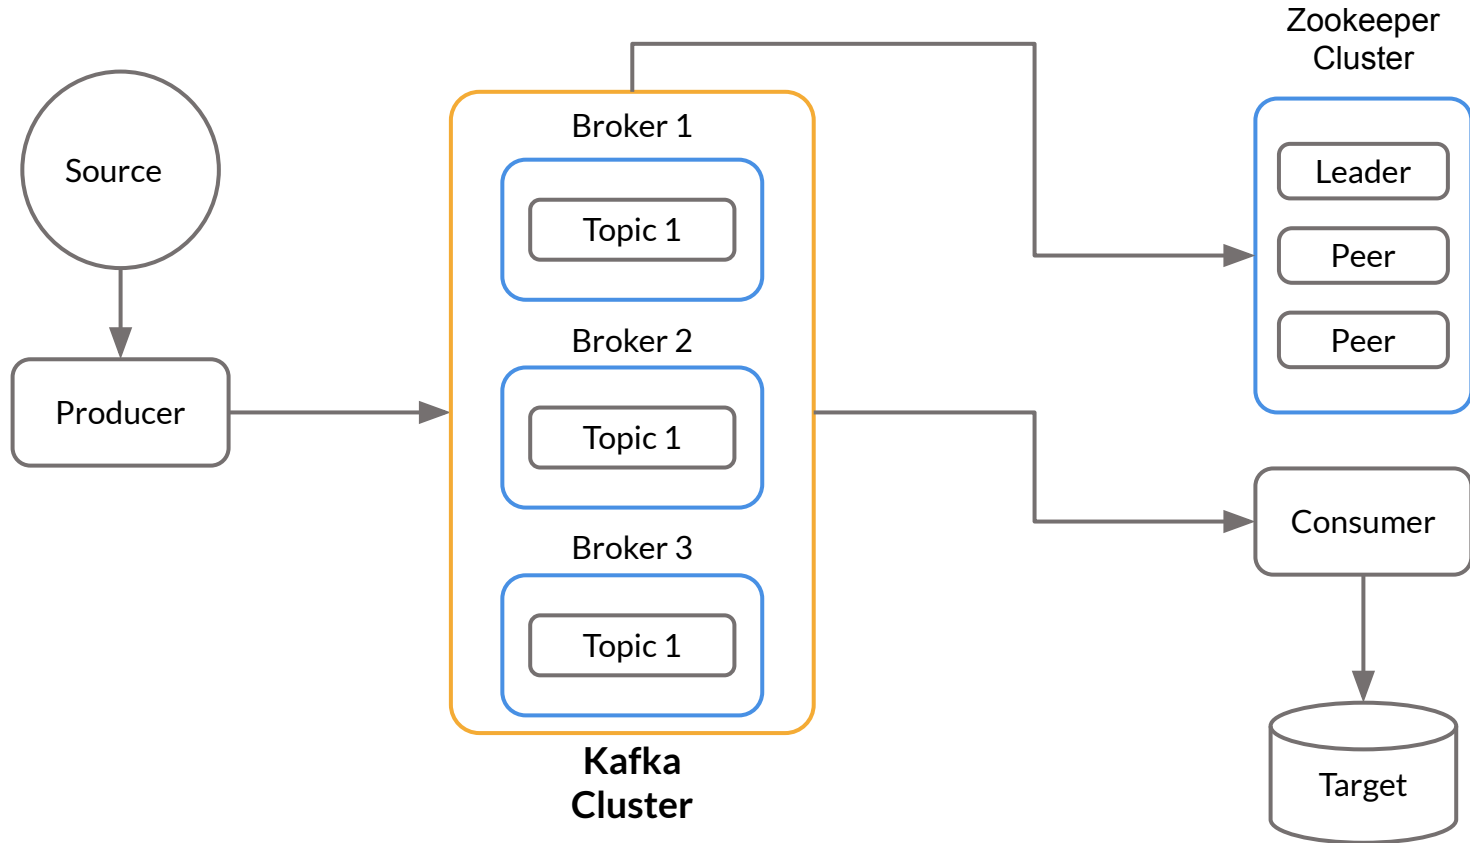 Zookeeper
Cluster
Source
Broker 1
Topic 1
Leader
Peer
Peer
Producer
Broker 2
Topic 1
Broker 3
Topic 1
Consumer
Kafka
Cluster
Target